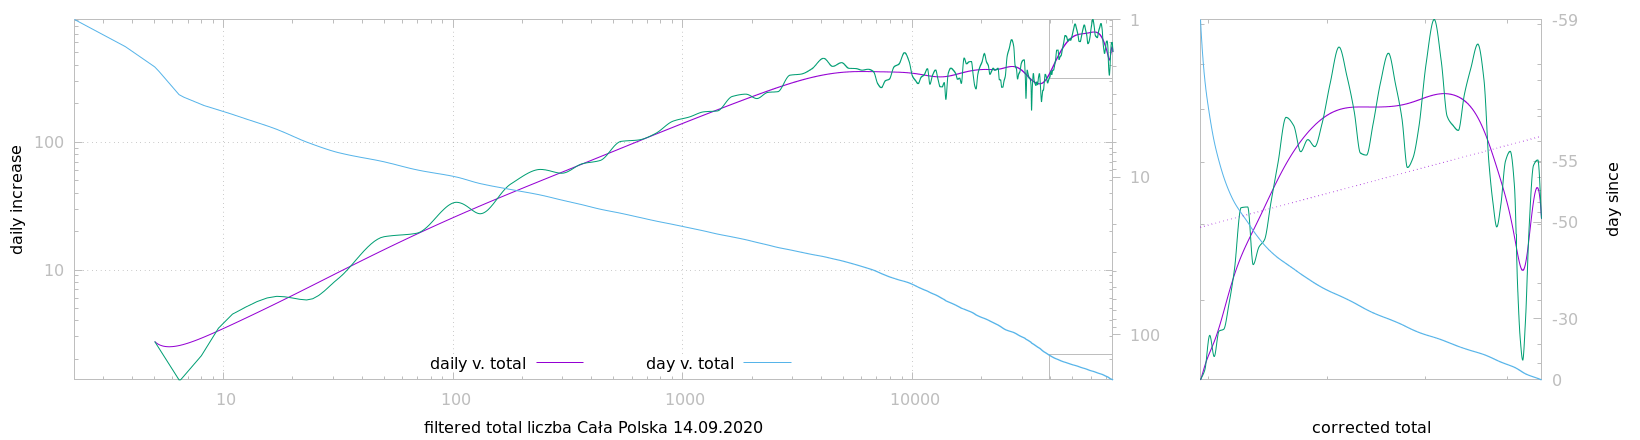 daily increase
100
10
daily v. total
day v. total
10
100
1000
10000
filtered total liczba Cała Polska 14.09.2020
1
10
100
-59
-55
-50
-30
0
day since
corrected total